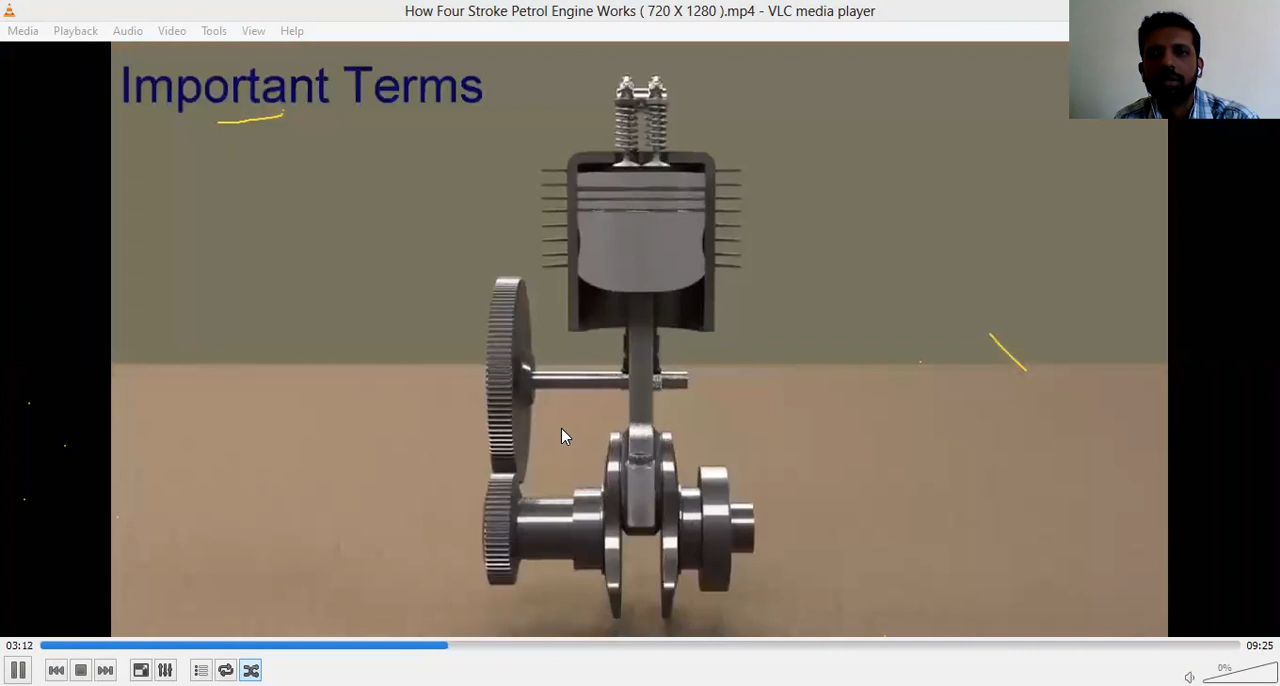 How Four Stroke Petrol Engine Works ( 720 X 1280 ).mp4 - VLC media player
Media Playback Audio Video Tools View Help
Important Terms
03:12
09:25
0%